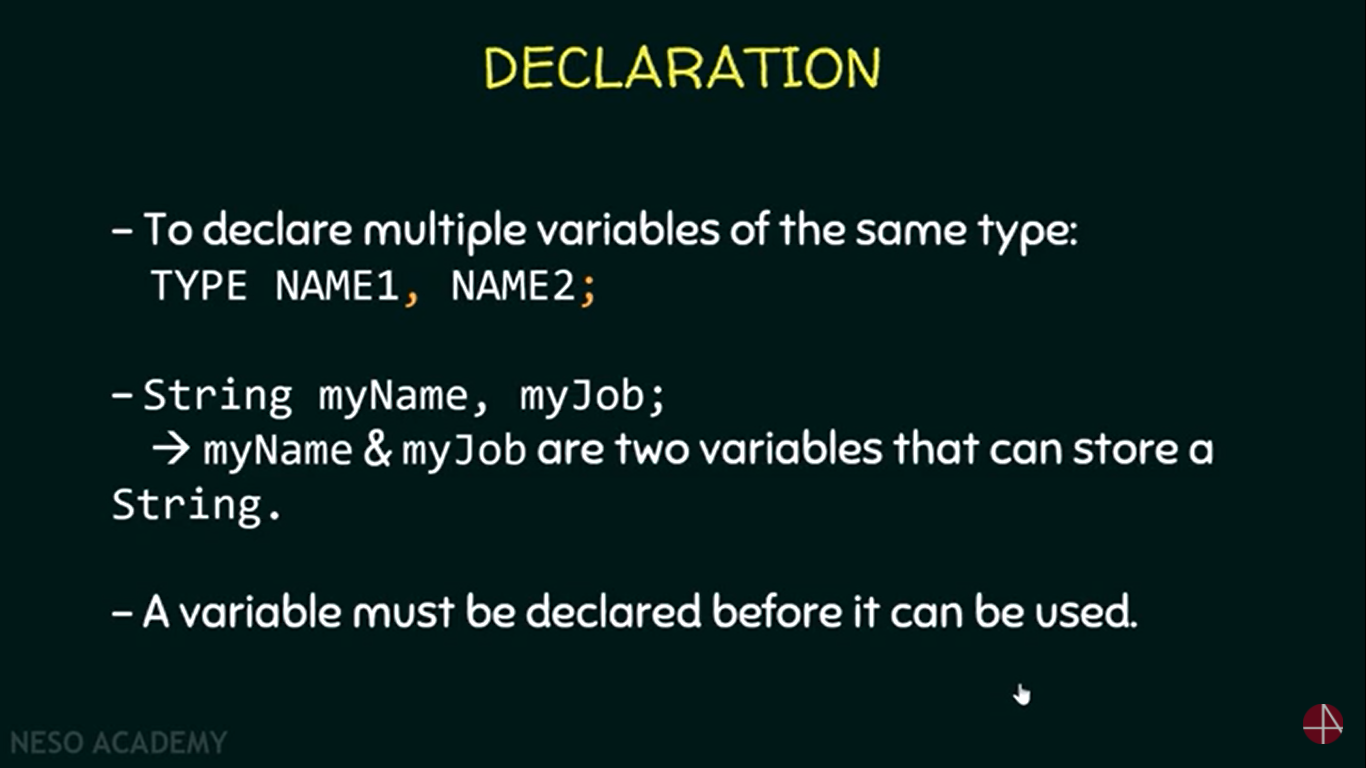 DECLARATION
– To declare multiple variables of the same type:
TYPE NAME1, NAME2;
– String myName, myJob;
→ myName & myJob are two variables that can store a
String.
– A variable must be declared before it can be used.
NESO ACADEMY